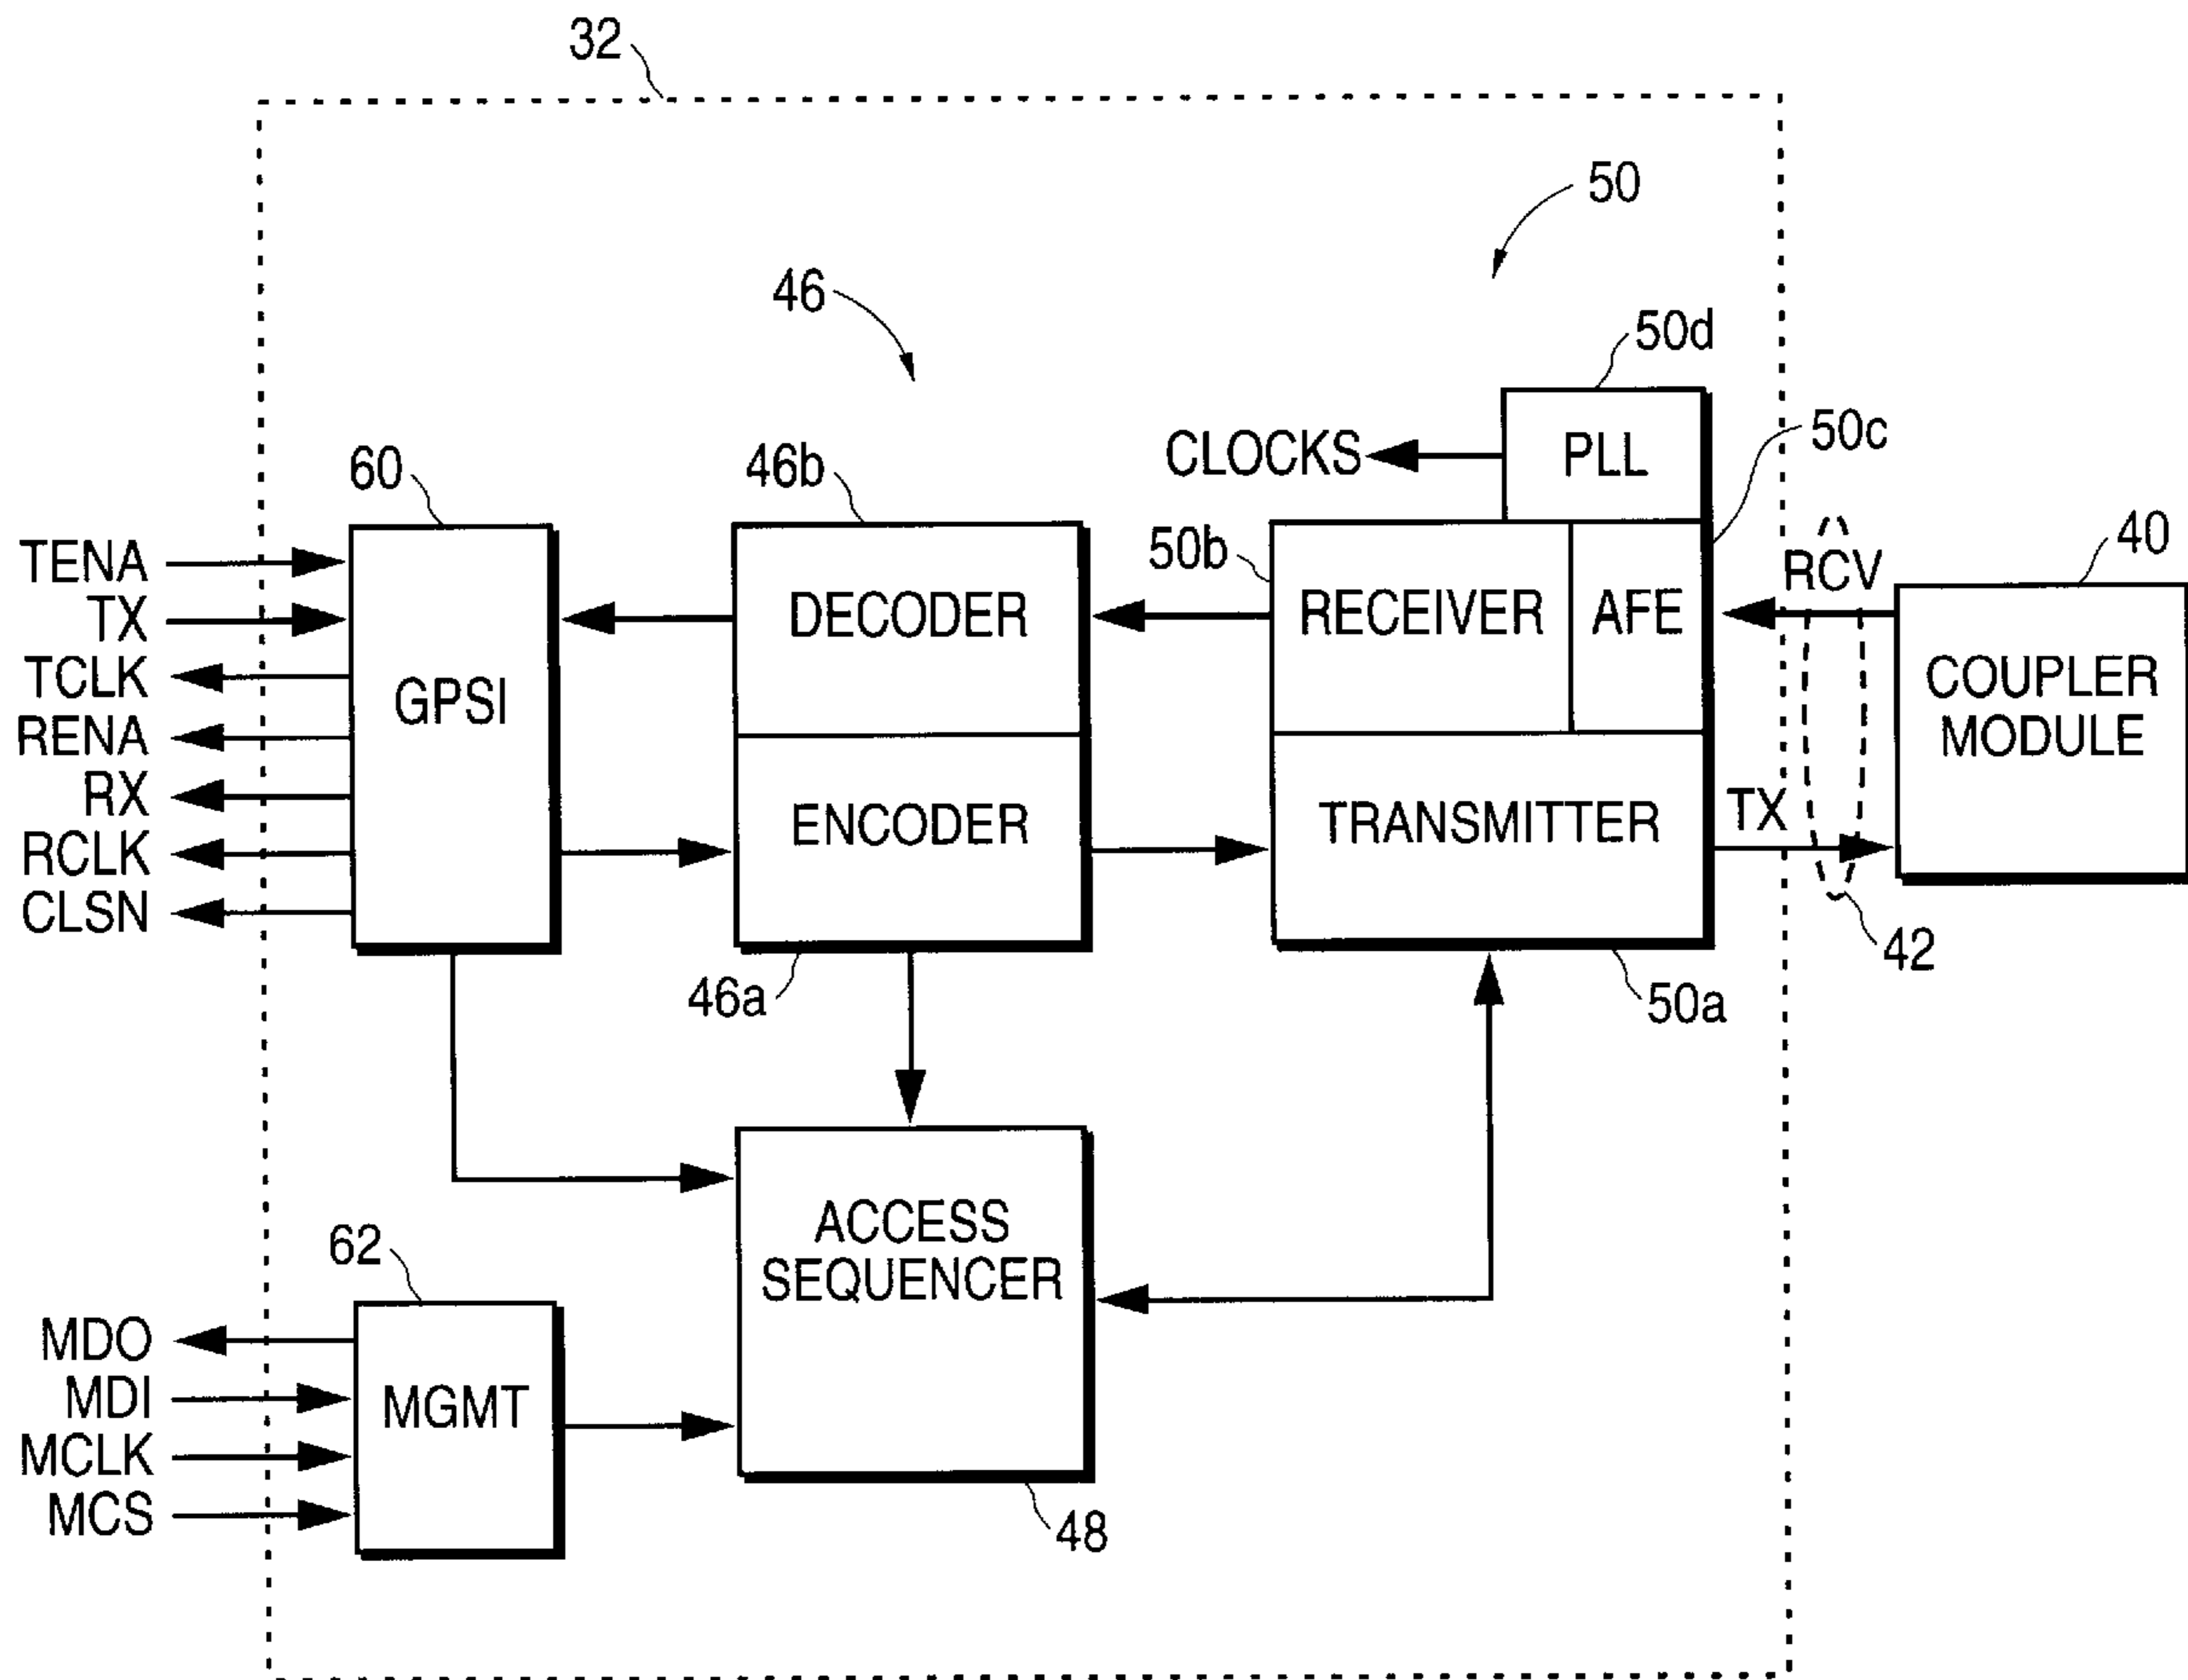 32
50
46
50d
CLOCKS
PLL
50c
60
46b
50b
RCV
40
TENA
TX
TCLK
RENA
RX
RCLK
CLSN
GPSI
DECODER
ENCODER
RECEIVER
AFE
TRANSMITTER
TX
COUPLER
MODULE
42
46a
50a
ACCESS
SEQUENCER
62
MDO
MDI
MCLK
MCS
MGMT
48